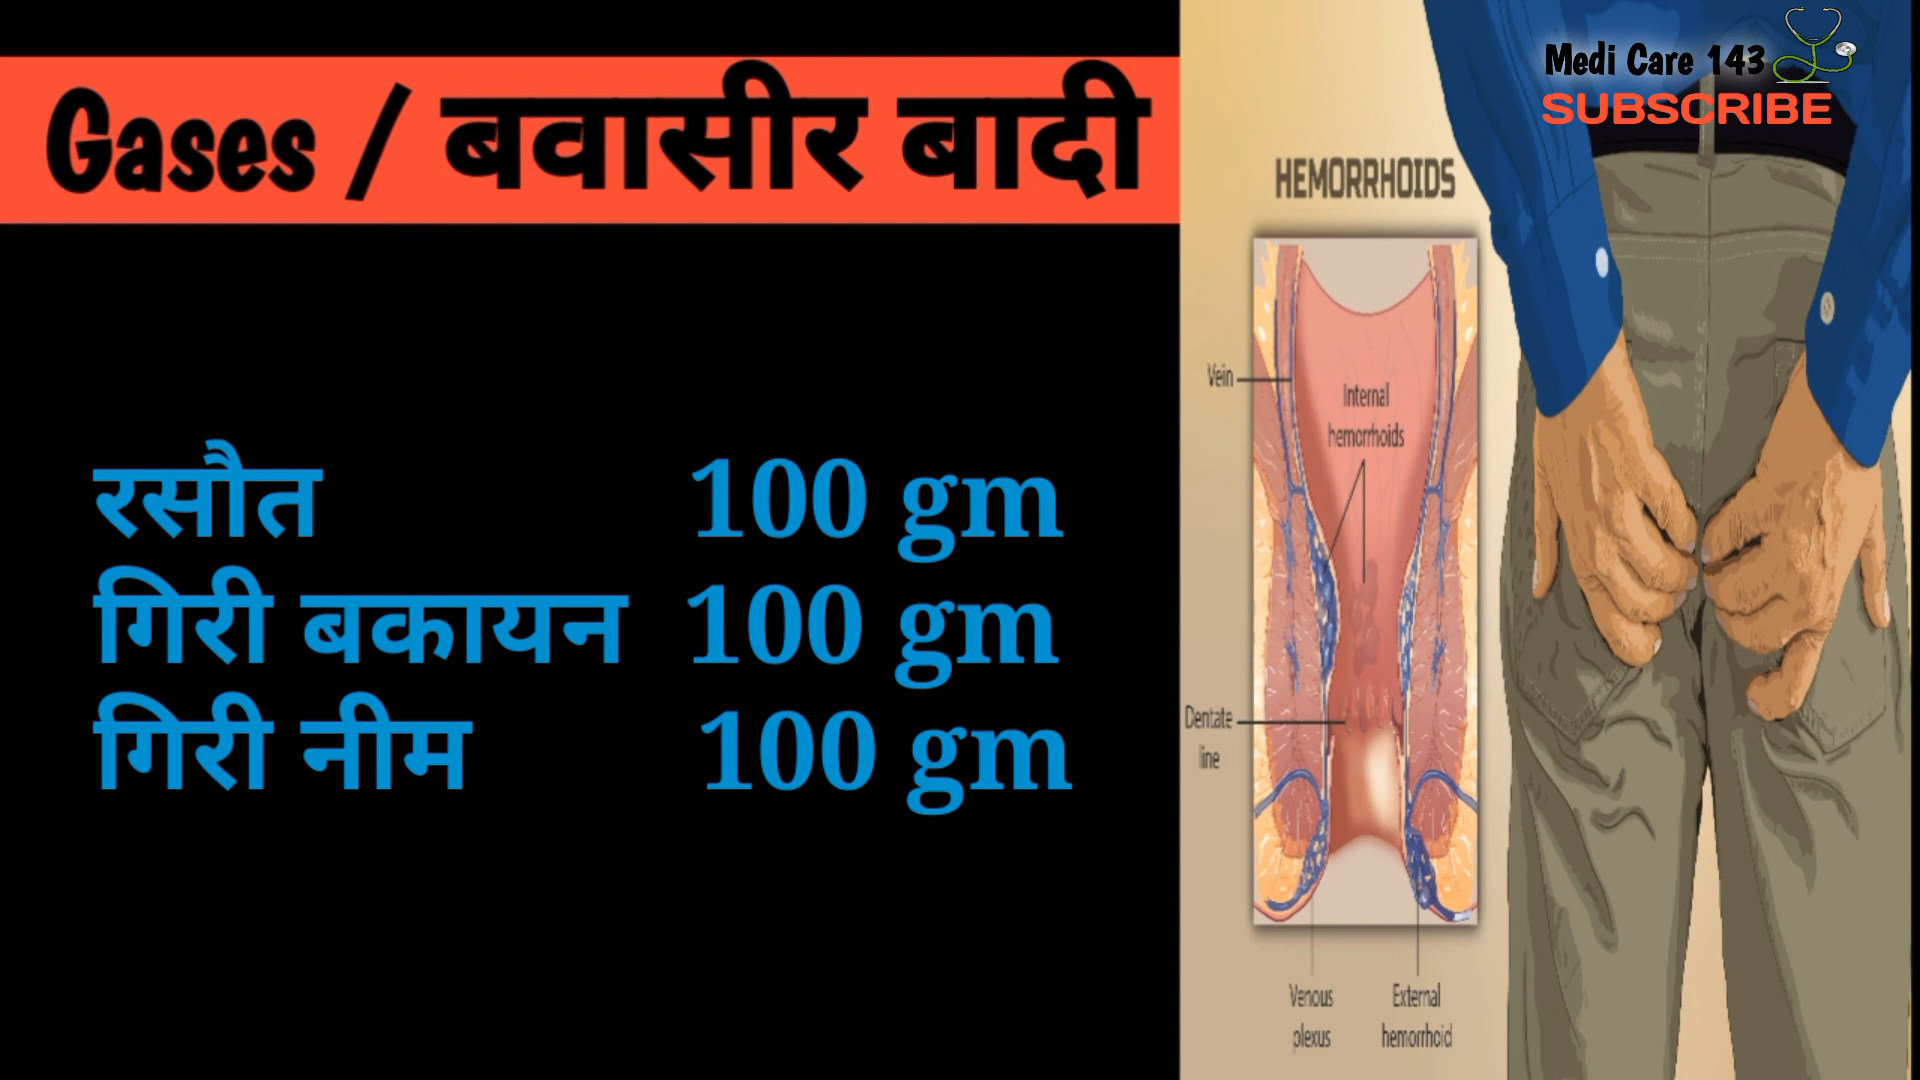 Gases / बवासीर बादी
रसौत 100 gm
गिरी बकायन 100 gm
गिरी नीम 100 gm
Medi Care 143
SUBSCRIBE
HEMORRHOIDS
Vein
Internal
hemorrhoids
Dentate
line
Venous
plexus
External
hemorrhoid